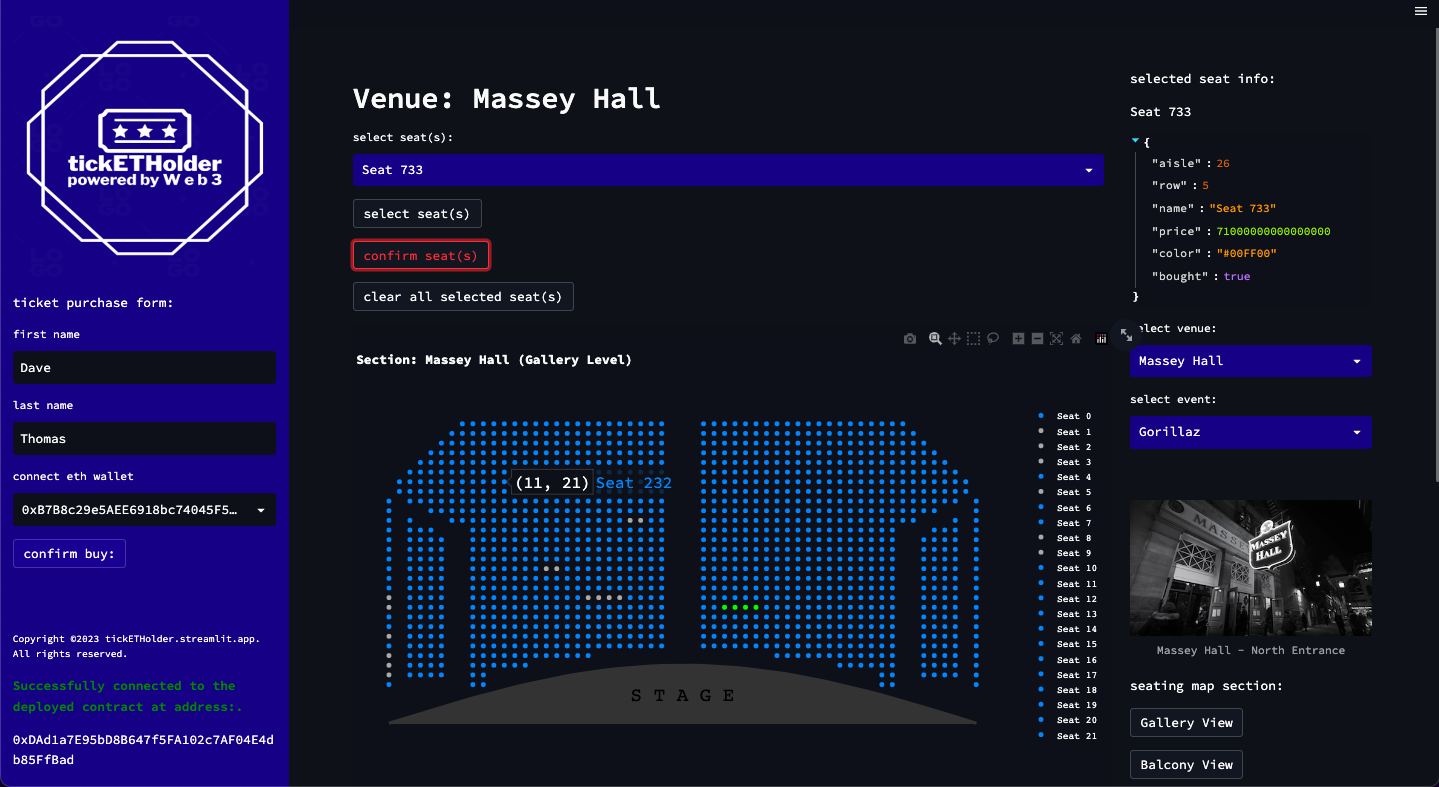 tickETHolder
powered by Web3
ticket purchase form:
first name
Dave
last name
Thomas
connect eth wallet
0xB7B8c29e5AEE6918bc74045F5…
confirm buy:
Copyright ©2023 tickETHolder.streamlit.app.
All rights reserved.
Successfully connected to the
deployed contract at address:.
0xDAd1a7E95bD8B647f5FA102c7AF04E4d
b85FfBad
Venue: Massey Hall
select seat(s):
Seat 733
select seat(s)
confirm seat(s)
clear all selected seat(s)
Section: Massey Hall (Gallery Level)
(11, 21) Seat 232
STAGE
Seat 0
Seat 1
Seat 2
Seat 3
Seat 4
Seat 5
Seat 6
Seat 7
Seat 8
Seat 9
Seat 10
Seat 11
Seat 12
Seat 13
Seat 14
Seat 15
Seat 16
Seat 17
Seat 18
Seat 19
Seat 20
Seat 21
selected seat info:
Seat 733
{
"aisle" : 26
"row" : 5
"name" : "Seat 733"
"price" : 71000000000000000
"color" : "#00FF00"
"bought" : true
}
elect venue:
Massey Hall
select event:
Gorillaz
MASSEY
MASSEY
HALL
Massey Hall - North Entrance
seating map section:
Gallery View
Balcony View